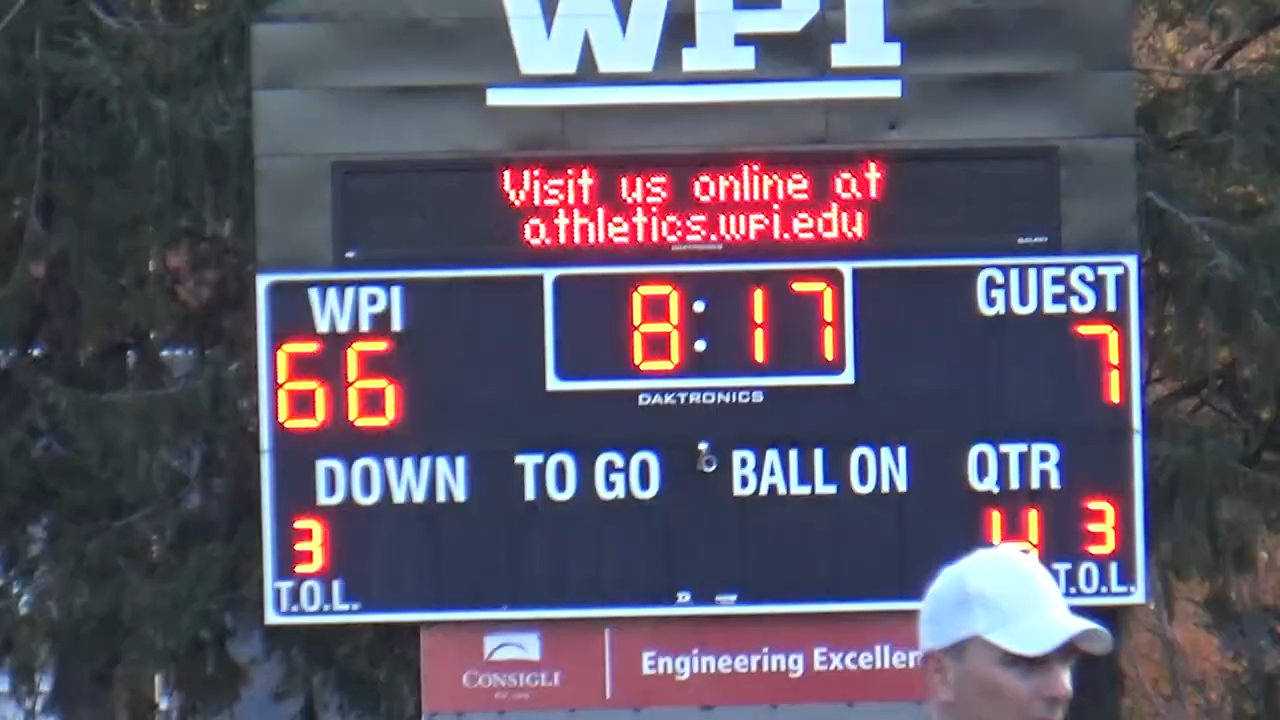 WPI
Visit us online at
athletics.wpi.edu
WPI 8:17 GUEST
66 7
DAKTRONICS
DOWN TO GO BALL ON QTR
3 4 3
T.O.L. T.O.L.
CONSIGLI
Engineering Excellen